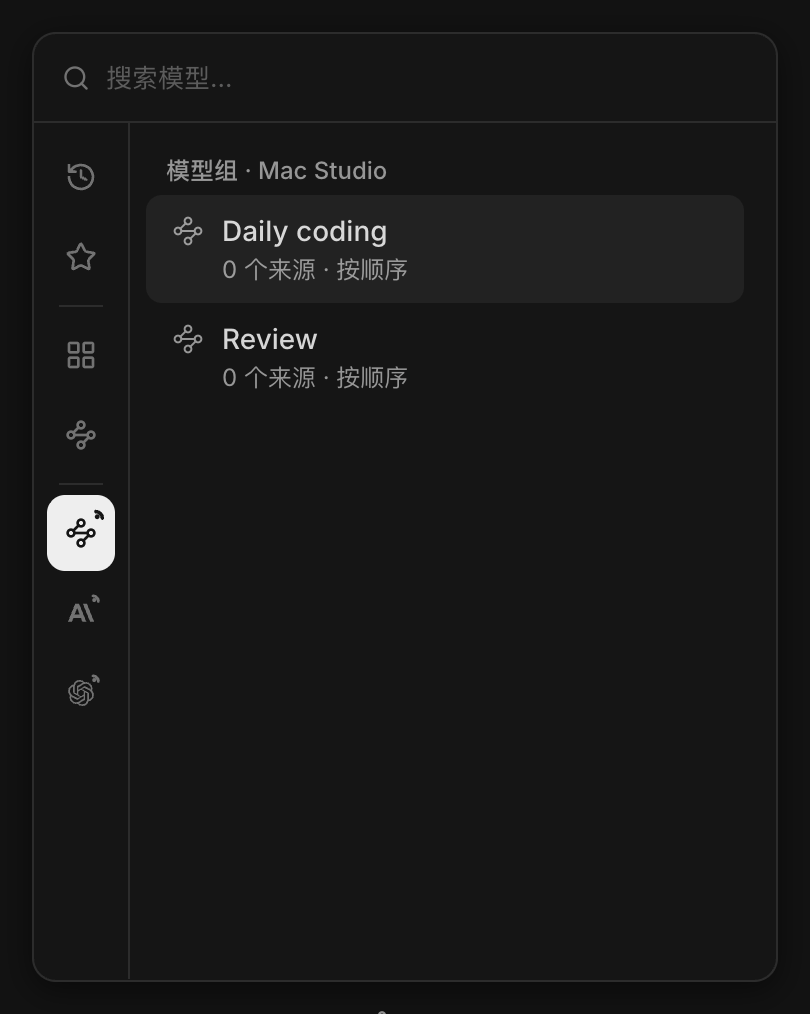 搜索模型...
模型组 · Mac Studio
Daily coding
0 个来源 · 按顺序
Review
0 个来源 · 按顺序